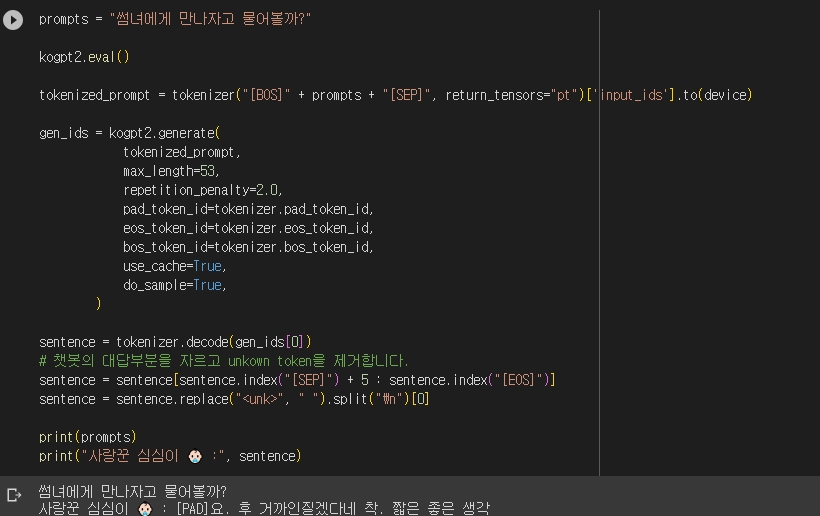 prompts = "썸녀에게 만나자고 물어볼까?"
kogpt2.eval()
tokenized_prompt = tokenizer("[BOS]" + prompts + "[SEP]", return_tensors="pt")['input_ids'].to(device)
gen_ids = kogpt2.generate(
tokenized_prompt,
max_length=53,
repetition_penalty=2.0,
pad_token_id=tokenizer.pad_token_id,
eos_token_id=tokenizer.eos_token_id,
bos_token_id=tokenizer.bos_token_id,
use_cache=True,
do_sample=True,
)
sentence = tokenizer.decode(gen_ids[0])
# 챗봇의 대답부분을 자르고 unkown token을 제거합니다.
sentence = sentence[sentence.index("[SEP]") + 5 : sentence.index("[EOS]")]
sentence = sentence.replace("<unk>", " ").split("₩n")[0]
print(prompts)
print("사랑꾼 심심이 👶🏻 :", sentence)
썸녀에게 만나자고 물어볼까?
사랑꾼 심심이 👶🏻 : [PAD]요. 후 거까인질겠다네 착. 짧은 좋은 생각